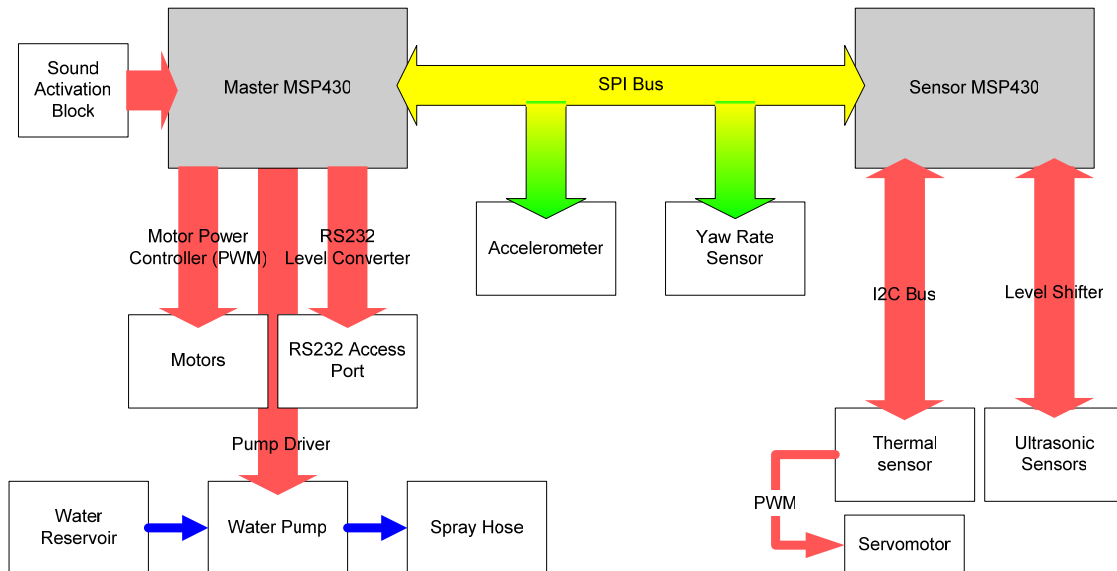 Sound
Activation
Block
Master MSP430
SPI Bus
Sensor MSP430
Motor Power
Controller (PWM)
RS232
Level Converter
Accelerometer
Yaw Rate
Sensor
I2C Bus
Level Shifter
Motors
RS232 Access
Port
Pump Driver
Thermal
sensor
Ultrasonic
Sensors
Water
Reservoir
Water Pump
Spray Hose
PWM
Servomotor